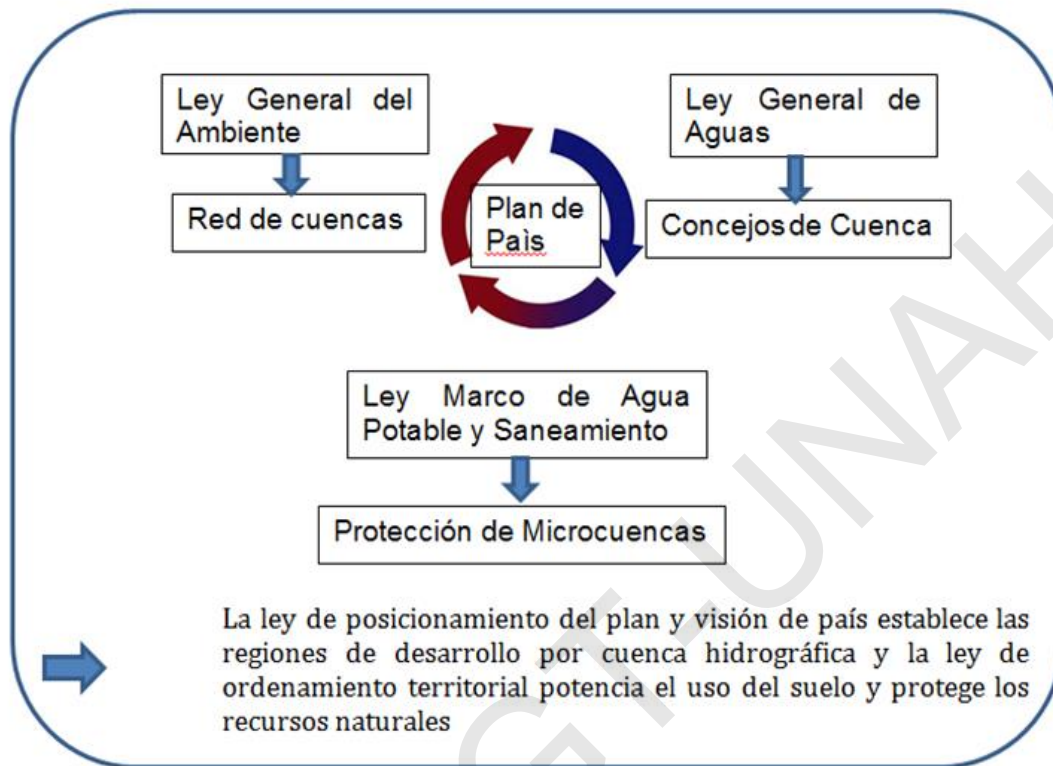 Ley General del
Ambiente
Red de cuencas
Plan de
Paìs
Ley General de
Aguas
Concejos de Cuenca
Ley Marco de Agua
Potable y Saneamiento
Protección de Microcuencas
La ley de posicionamiento del plan y visión de país establece las
regiones de desarrollo por cuenca hidrográfica y la ley de
ordenamiento territorial potencia el uso del suelo y protege los
recursos naturales
GT-UNAH